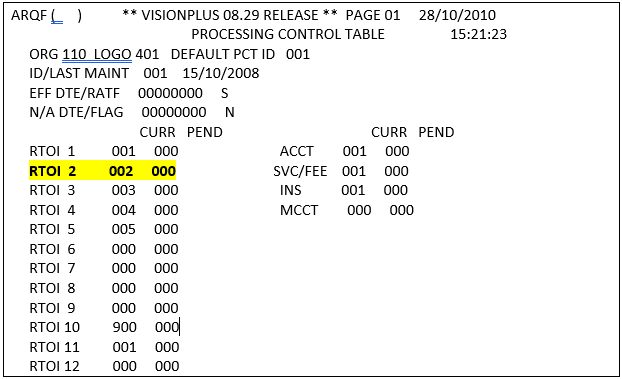 ARQF (__ ) ** VISIONPLUS 08.29 RELEASE ** PAGE 01 28/10/2010
PROCESSING CONTROL TABLE 15:21:23
ORG 110 LOGO 401 DEFAULT PCT ID 001
ID/LAST MAINT 001 15/10/2008
EFF DTE/RATF 00000000 S
N/A DTE/FLAG 00000000 N
CURR PEND CURR PEND
RTOI 1 001 000 ACCT 001 000
RTOI 2 002 000 SVC/FEE 001 000
RTOI 3 003 000 INS 001 000
RTOI 4 004 000 MCCT 000 000
RTOI 5 005 000
RTOI 6 000 000
RTOI 7 000 000
RTOI 8 000 000
RTOI 9 000 000
RTOI 10 900 000
RTOI 11 001 000
RTOI 12 000 000